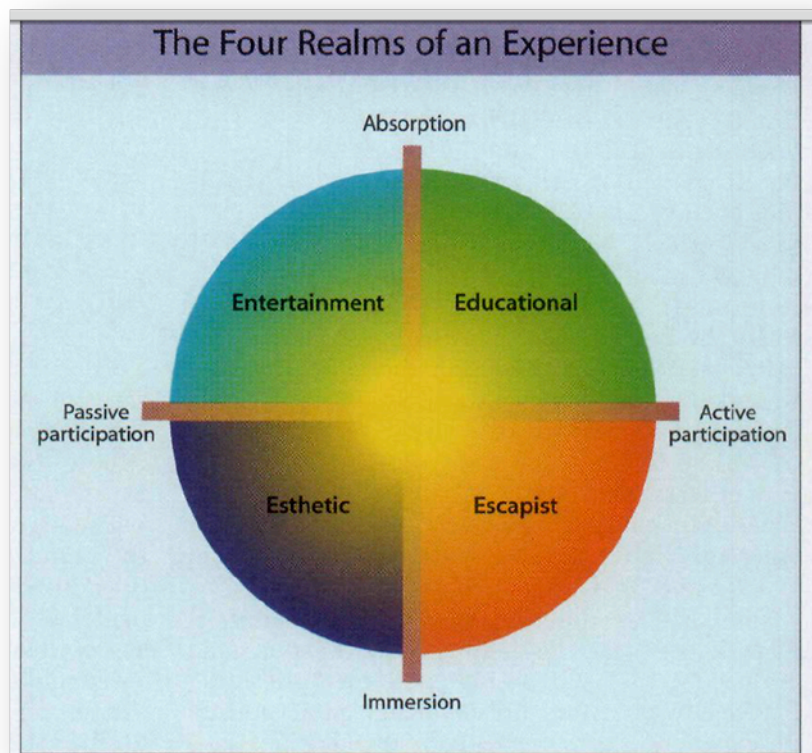 The Four Realms of an Experience
Absorption
Entertainment
Educational
Passive
participation
Active
participation
Esthetic
Escapist
Immersion